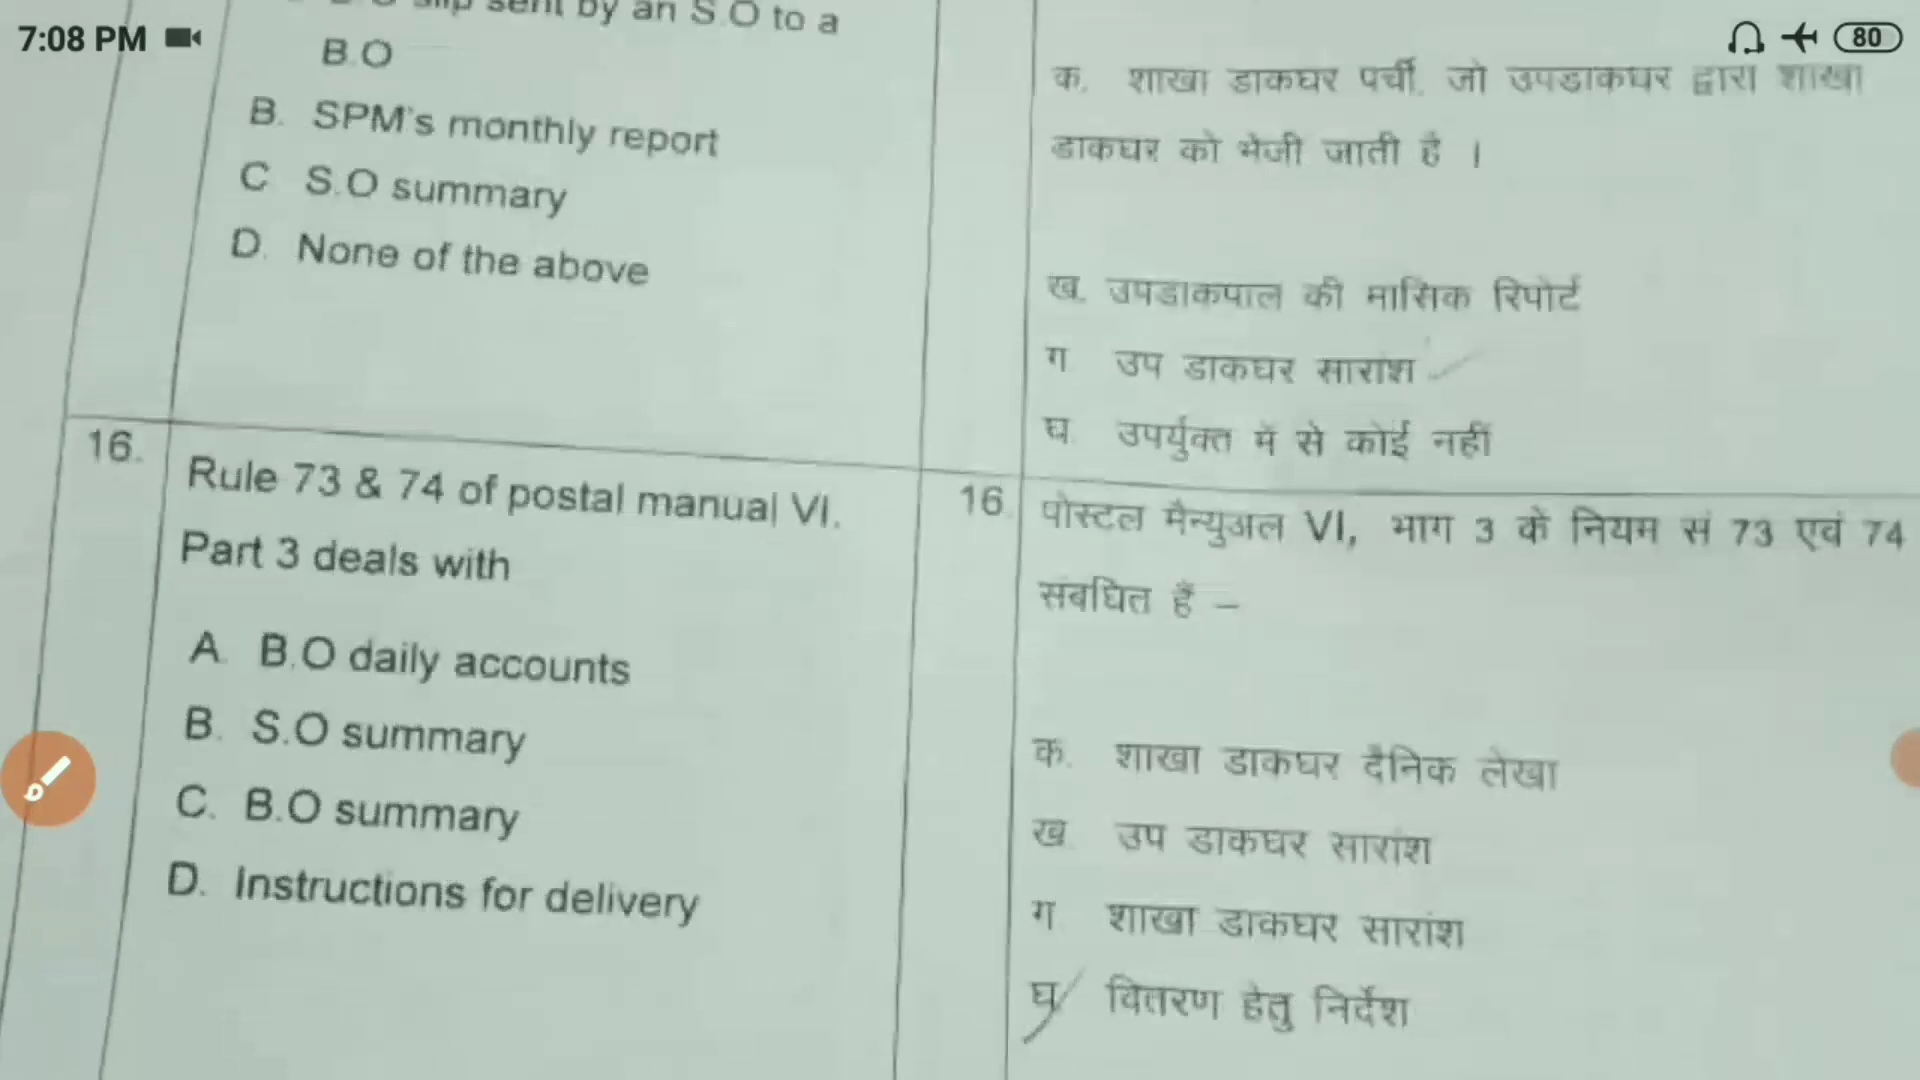 7:08 PM
80
slip sent by an S.O to a
B.O
B. SPM's monthly report
C S.O summary
D. None of the above
क. शाखा डाकघर पर्ची. जो उपडाकघर द्वारा शाखा
डाकघर को भेजी जाती है ।
ख. उपडाकपाल की मासिक रिपोर्ट
ग उप डाकघर सारांश
घ. उपर्युक्त में से कोई नहीं
16.
Rule 73 & 74 of postal manual VI.
Part 3 deals with
A. B.O daily accounts
B. S.O summary
C. B.O summary
D. Instructions for delivery
16. पोस्टल मैन्युअल VI, भाग 3 के नियम सं 73 एवं 74
संबधित हैं –
क. शाखा डाकघर दैनिक लेखा
ख. उप डाकघर सारांश
ग शाखा डाकघर सारांश
घ वितरण हेतु निर्देश